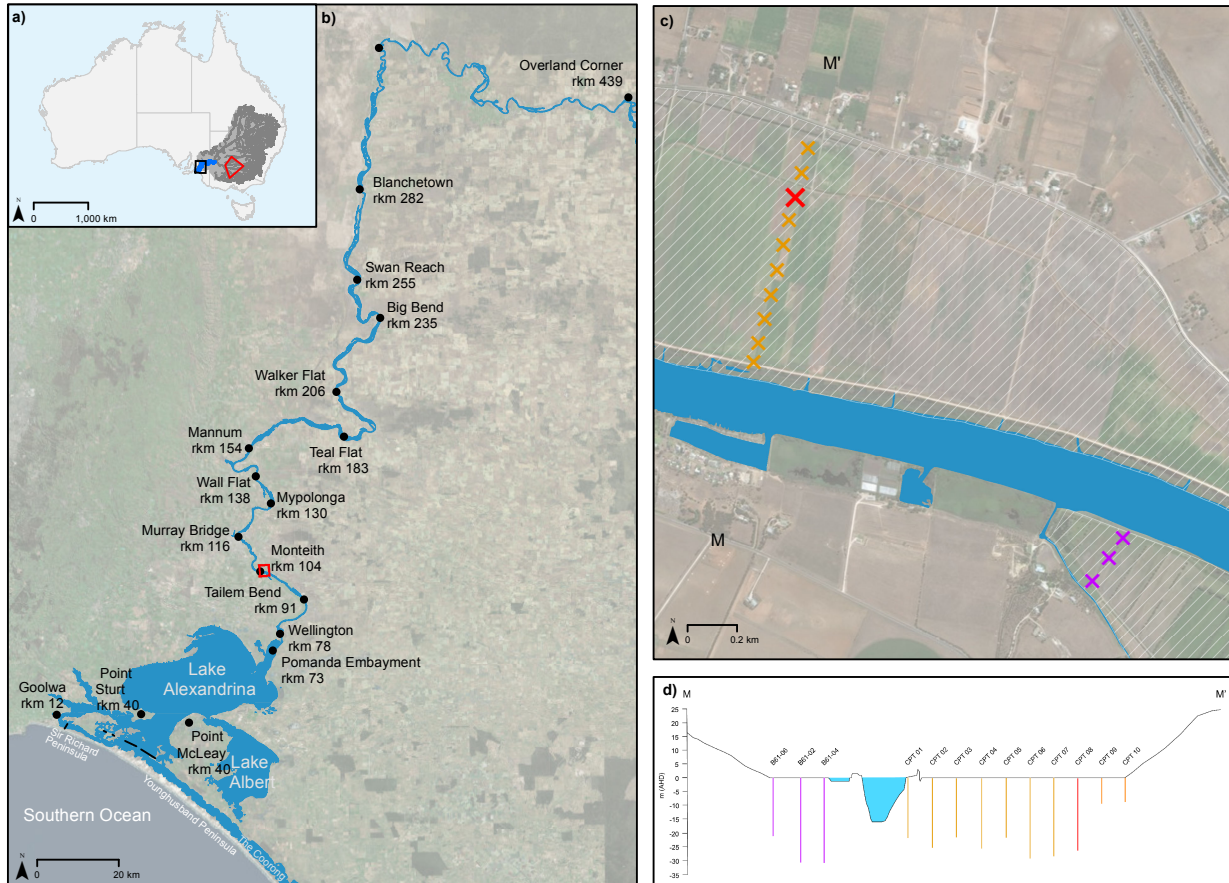 a)
N
0
1,000 km
b)
Overland Corner
rkm 439
Blanchetown
rkm 282
Swan Reach
rkm 255
Big Bend
rkm 235
Walker Flat
rkm 206
Mannum
rkm 154
Teal Flat
rkm 183
Wall Flat
rkm 138
Mypolonga
rkm 130
Murray Bridge
rkm 116
Monteith
rkm 104
Tailem Bend
rkm 91
Wellington
rkm 78
Pomanda Embayment
rkm 73
Lake
Alexandrina
Point
Sturt
rkm 40
Goolwa
rkm 12
Point
McLeay
rkm 40
Lake
Albert
Sir Richard
Peninsula
Younghusband Peninsula
The Coorong
Southern Ocean
N
0
20 km
c)
M'
M
N
0
0.2 km
d)
M
M'
25
20
15
10
5
0
-5
-10
-15
-20
-25
-30
-35
m (AHD)
B61-06
B61-02
B61-04
CPT 01
CPT 02
CPT 03
CPT 04
CPT 05
CPT 06
CPT 07
CPT 08
CPT 09
CPT 10